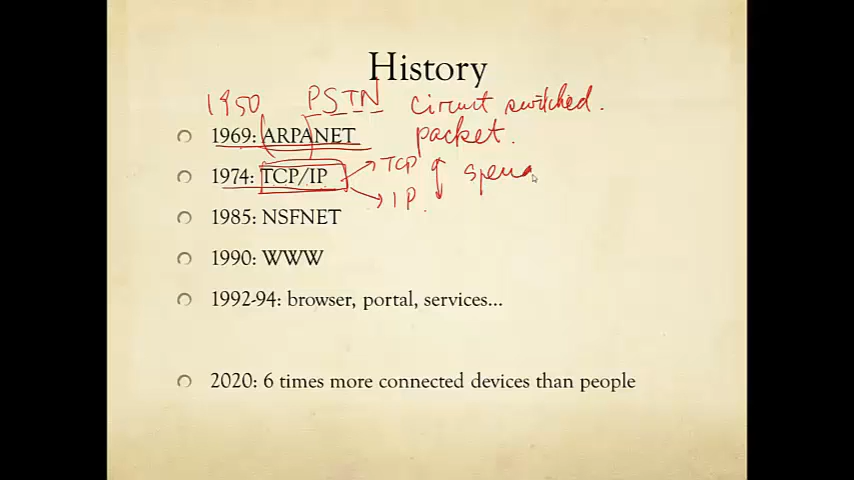 History
1950 PSTN circuit switched.
1969: ARPANET packet.
1974: TCP/IP TCP
IP.
1985: NSFNET
1990: WWW
1992-94: browser, portal, services...
2020: 6 times more connected devices than people